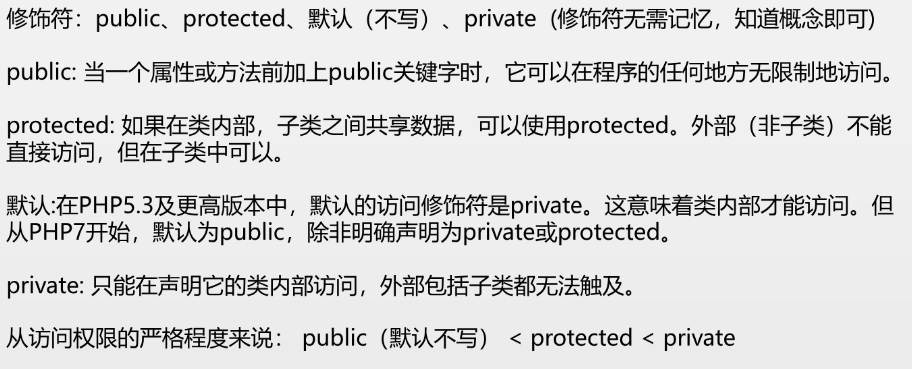 修饰符：public、protected、默认（不写）、private（修饰符无需记忆，知道概念即可）
public: 当一个属性或方法前加上public关键字时，它可以在程序的任何地方无限制地访问。
protected: 如果在类内部，子类之间共享数据，可以使用protected。外部（非子类）不能
直接访问，但在子类中可以。
默认:在PHP5.3及更高版本中，默认的访问修饰符是private。这意味着类内部才能访问。但
从PHP7开始，默认为public，除非明确声明为private或protected。
private: 只能在声明它的类内部访问，外部包括子类都无法触及。
从访问权限的严格程度来说： public（默认不写） < protected < private